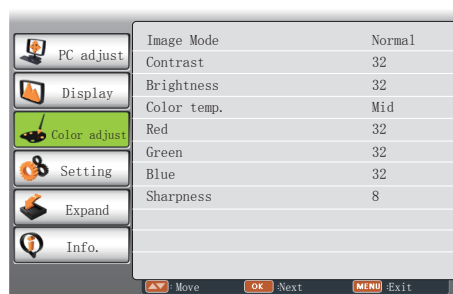 PC adjust
Display
Color adjust
Setting
Expand
Info.
Image Mode Normal
Contrast 32
Brightness 32
Color temp. Mid
Red 32
Green 32
Blue 32
Sharpness 8
: Move OK :Next MENU :Exit